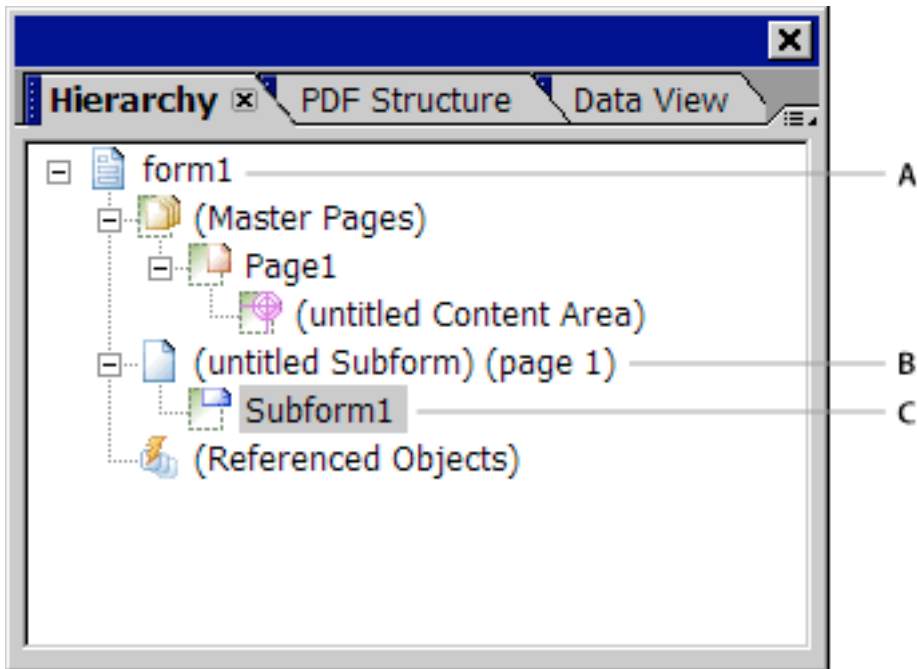 Hierarchy PDF Structure Data View
form1 A
(Master Pages)
Page1
(untitled Content Area)
(untitled Subform) (page 1) B
Subform1 C
(Referenced Objects)